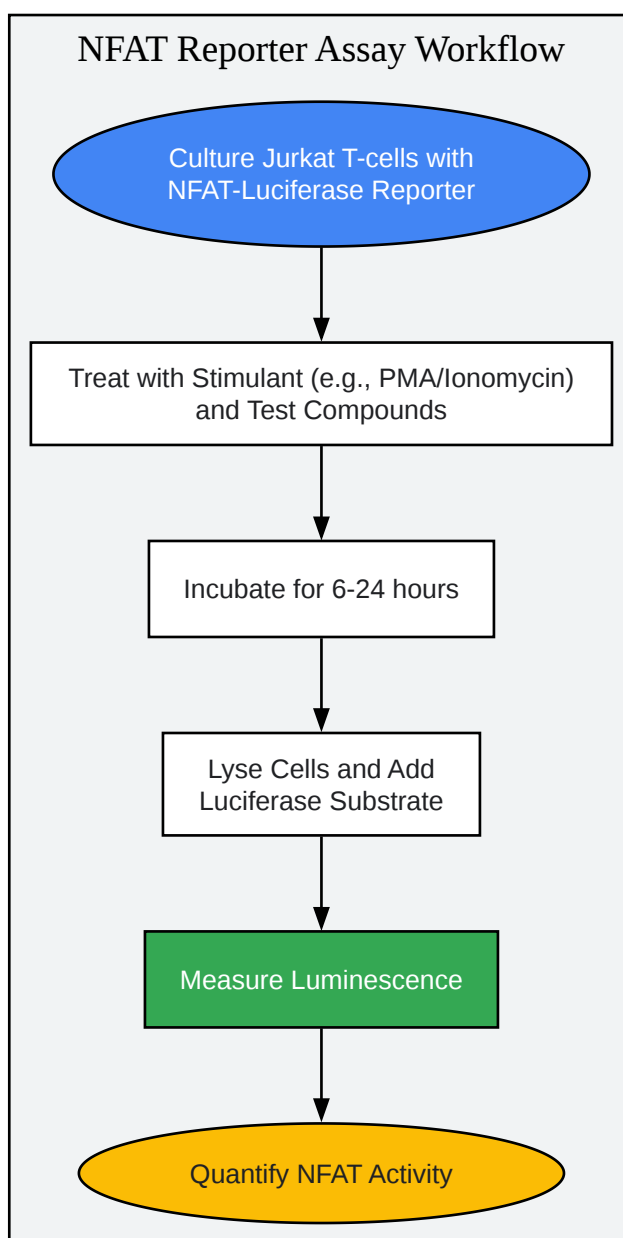 NFAT Reporter Assay Workflow
Culture Jurkat T-cells with
NFAT-Luciferase Reporter
Treat with Stimulant (e.g., PMA/Ionomycin)
and Test Compounds
Incubate for 6-24 hours
Lyse Cells and Add
Luciferase Substrate
Measure Luminescence
Quantify NFAT Activity